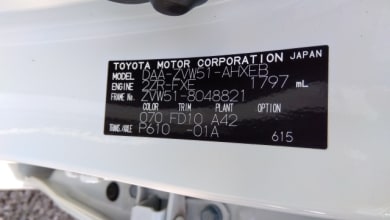 TOYOTA MOTOR CORPORATION JAPAN
MODEL DAA-ZVW51-AHXEB
ENGINE 2ZR-FXE 1797 mL
FRAME No. ZVW51-8048821
COLOR TRIM PLANT OPTION
070 FD10 A42
TRANS./AXLE P610 -01A
615